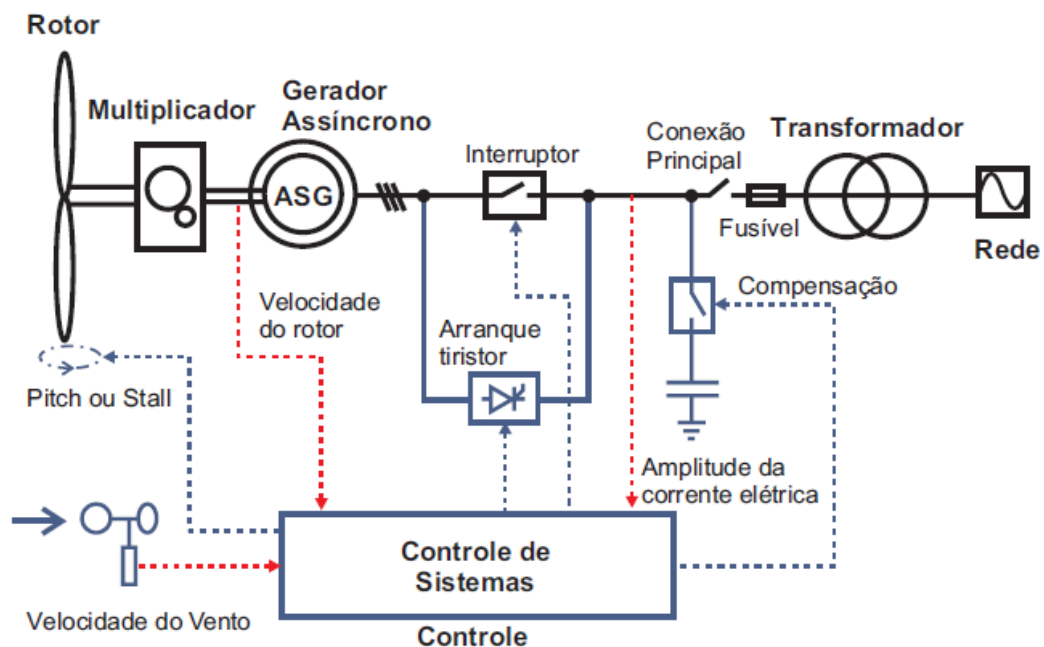 Rotor
Multiplicador
Gerador
Assíncrono
ASG
Interruptor
Conexão
Principal
Transformador
Fusível
Rede
Velocidade
do rotor
Arranque
tiristor
Compensação
Pitch ou Stall
Amplitude da
corrente elétrica
Controle de
Sistemas
Velocidade do Vento
Controle